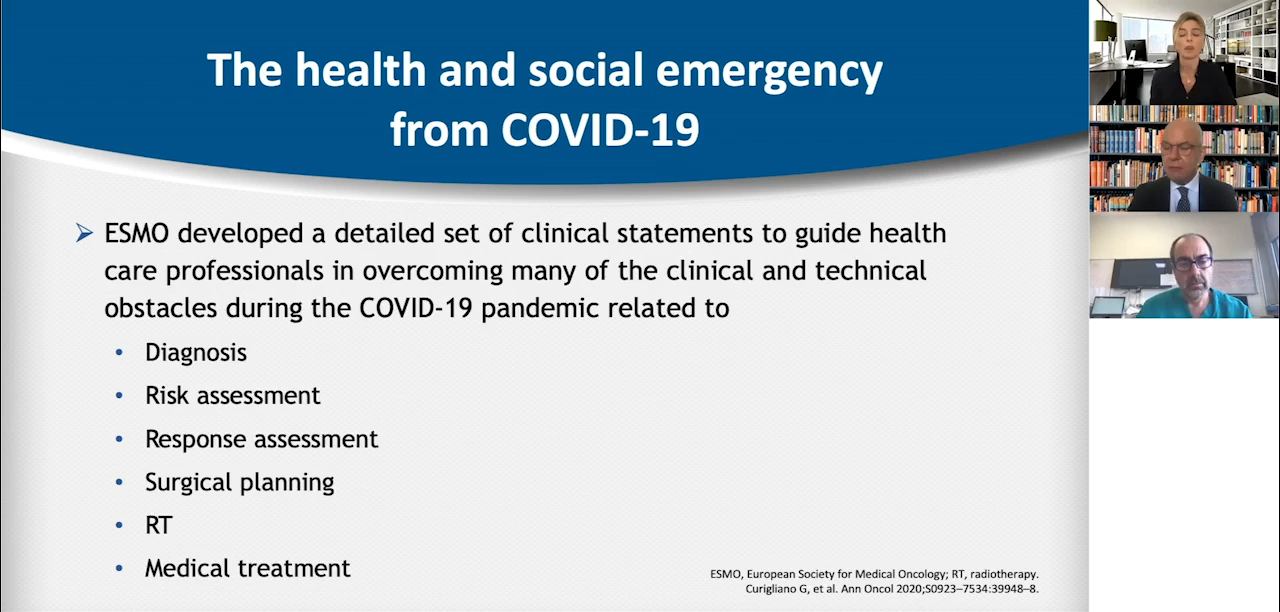 The health and social emergency
from COVID-19
➢ ESMO developed a detailed set of clinical statements to guide health
care professionals in overcoming many of the clinical and technical
obstacles during the COVID-19 pandemic related to
• Diagnosis
• Risk assessment
• Response assessment
• Surgical planning
• RT
• Medical treatment
ESMO, European Society for Medical Oncology; RT, radiotherapy.
Curigliano G, et al. Ann Oncol 2020;S0923–7534:39948–8.